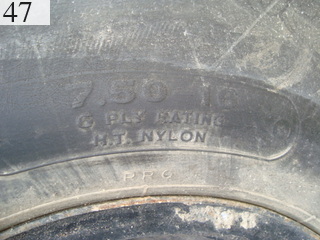 47
7.50 16
6 PLY RATING
H.T. NYLON